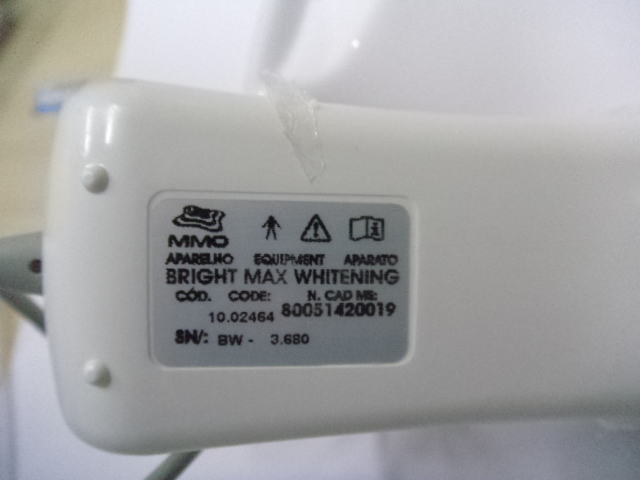 MMO
APARELHO EQUIPMENT APARATO
BRIGHT MAX WHITENING
CÓD. CODE: N. CAD MS:
10.02464 80051420019
SN/: BW - 3.680